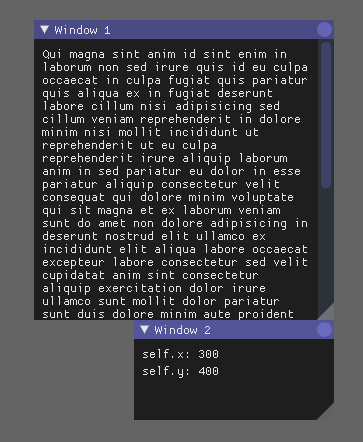 Window 1
Qui magna sint anim id sint enim in
laborum non sed irure quis id eu culpa
occaecat in culpa fugiat quis pariatur
quis aliqua ex in fugiat deserunt
labore cillum nisi adipisicing sed
cillum veniam reprehenderit in dolore
minim nisi mollit incididunt ut
reprehenderit ut eu culpa
reprehenderit irure aliquip laborum
anim in sed pariatur eu dolor in esse
pariatur aliquip consectetur velit
consequat qui dolore minim voluptate
qui sit magna et ex laborum veniam
sunt do amet non dolore adipisicing in
deserunt nostrud elit ullamco ex
incididunt elit aliqua labore occaecat
excepteur labore consectetur sed velit
cupidatat anim sint consectetur
aliquip exercitation dolor irure
ullamco sunt mollit dolor pariatur
sunt duis dolore minim aute proident
Window 2
self.x: 300
self.y: 400